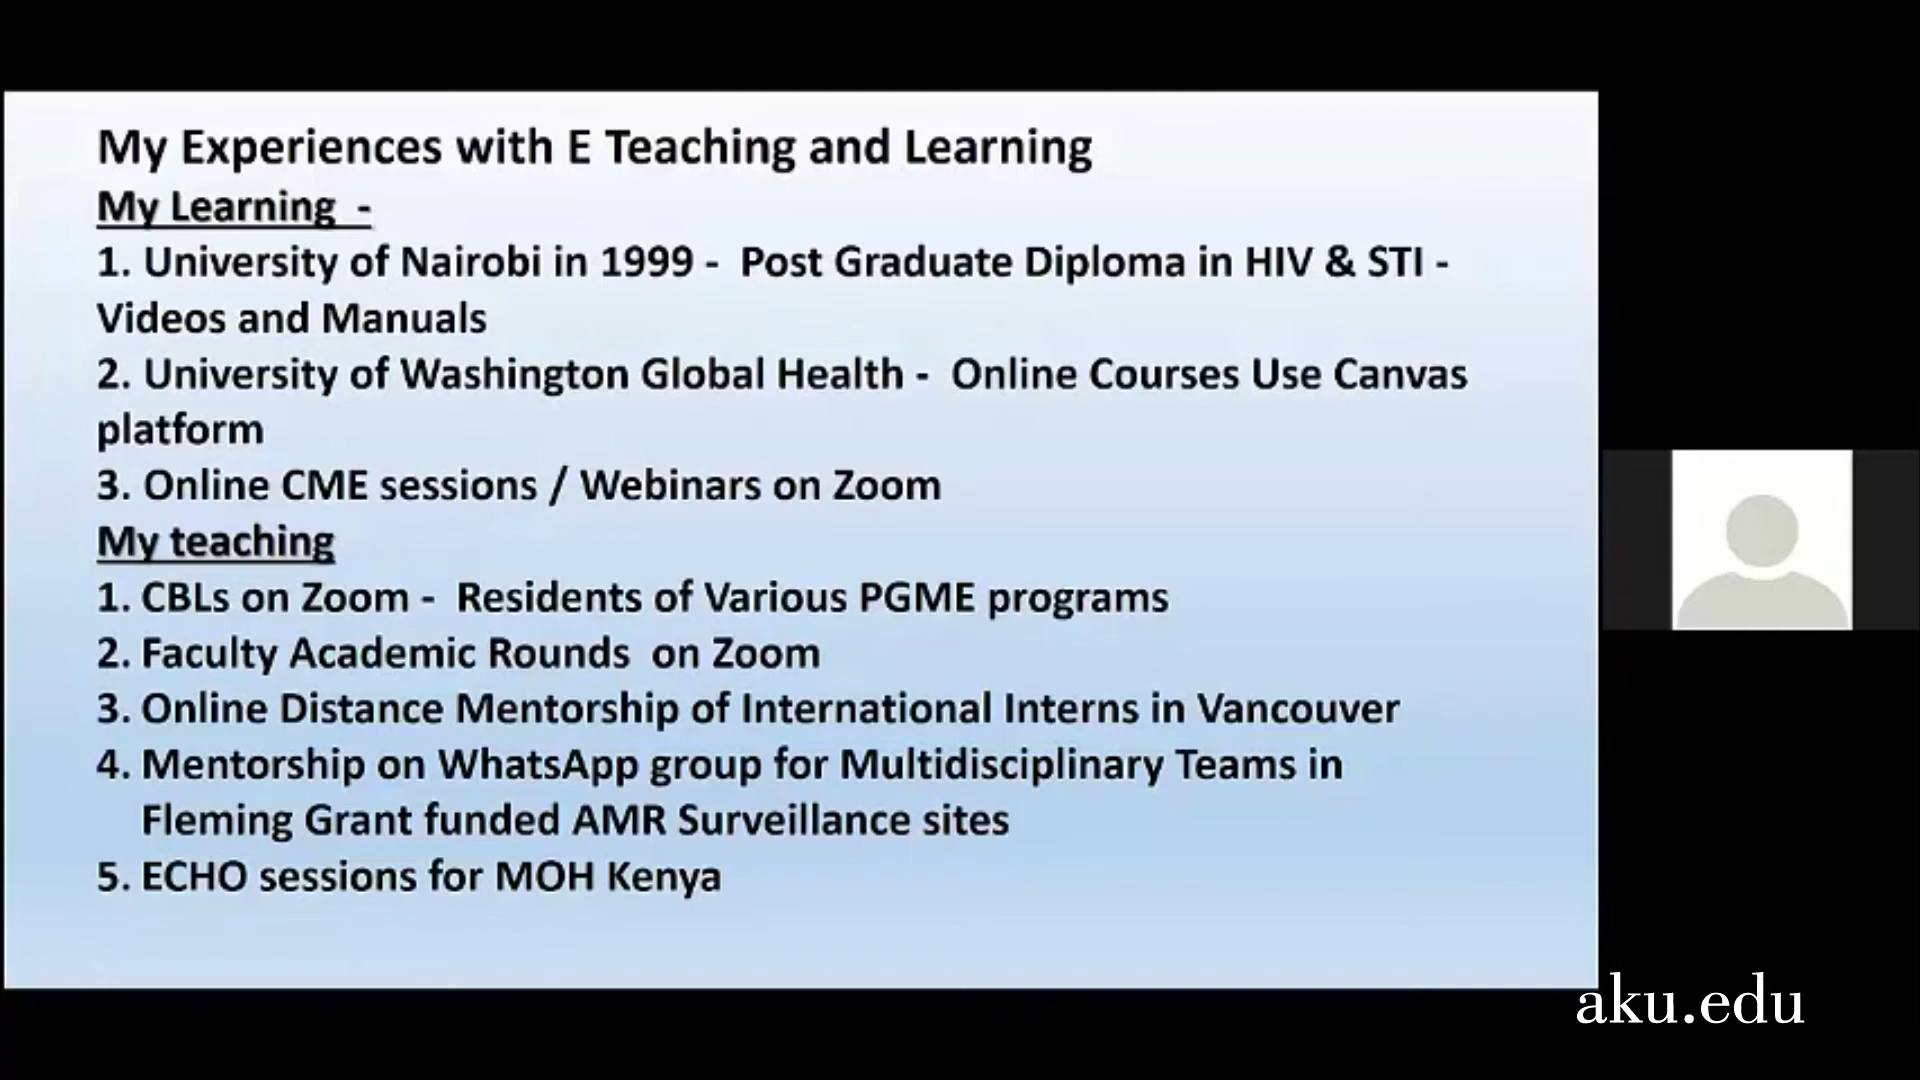 My Experiences with E Teaching and Learning
My Learning  -
1. University of Nairobi in 1999 -  Post Graduate Diploma in HIV & STI -
Videos and Manuals
2. University of Washington Global Health -  Online Courses Use Canvas
platform
3. Online CME sessions / Webinars on Zoom
My teaching
1. CBLs on Zoom -  Residents of Various PGME programs
2. Faculty Academic Rounds  on Zoom
3. Online Distance Mentorship of International Interns in Vancouver
4. Mentorship on WhatsApp group for Multidisciplinary Teams in
Fleming Grant funded AMR Surveillance sites
5. ECHO sessions for MOH Kenya
aku.edu